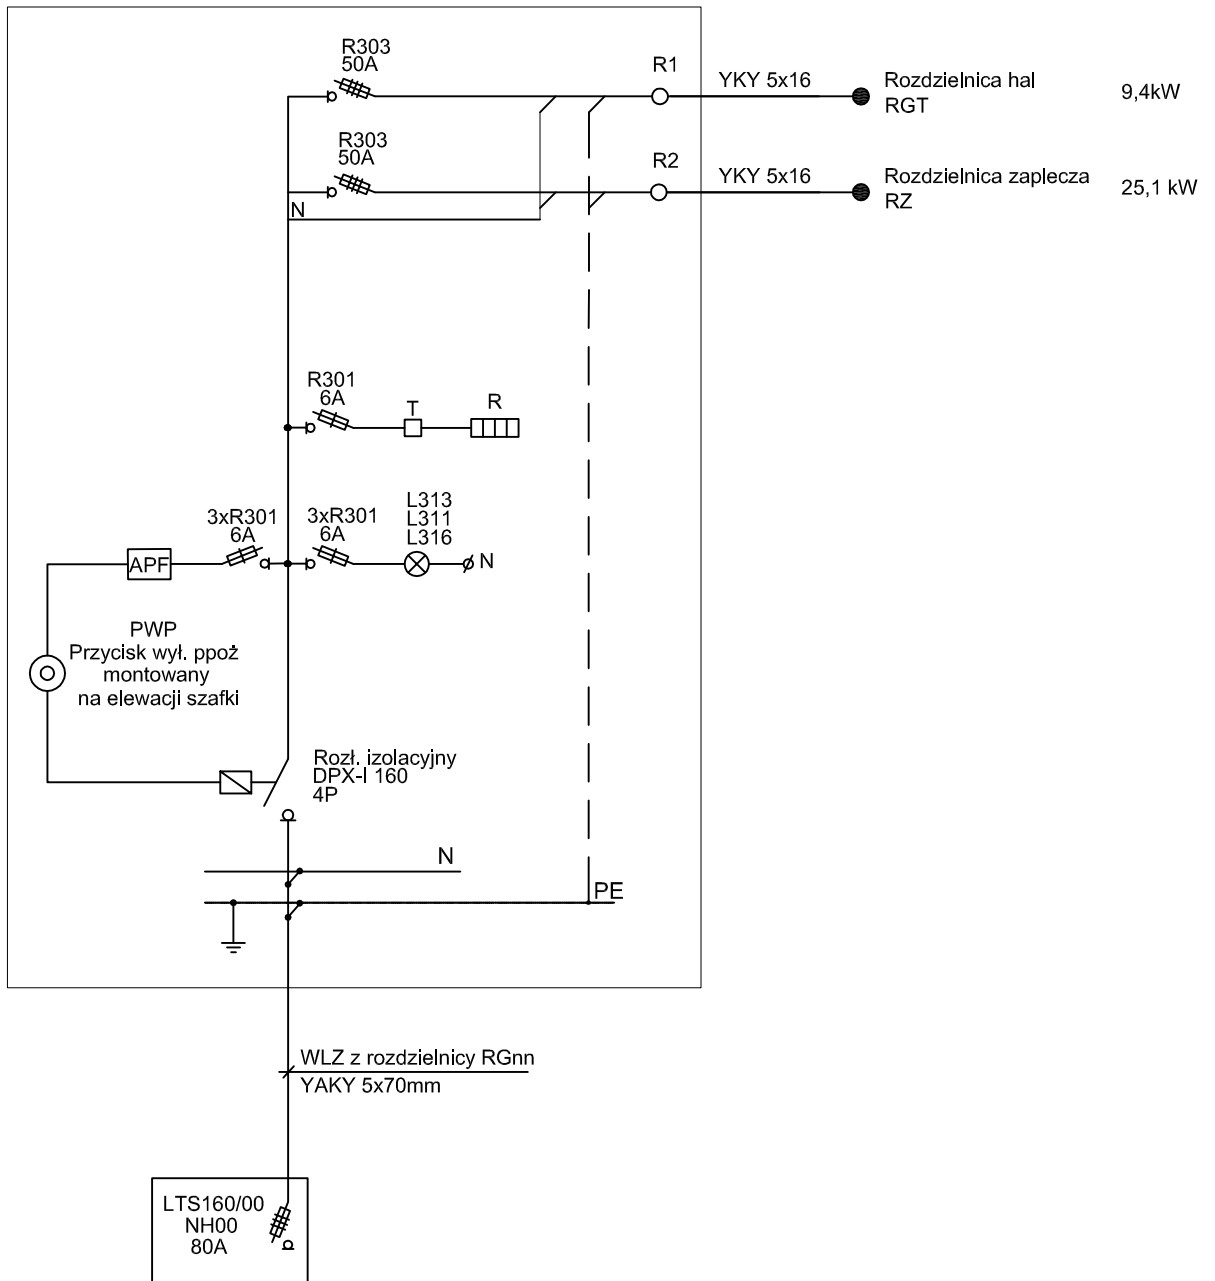 R303
50A
R1
YKY 5x16
Rozdzielnica hal
RGT
9,4kW
R303
50A
R2
YKY 5x16
Rozdzielnica zaplecza
RZ
25,1 kW
N
R301
6A
T
R
3xR301
6A
3xR301
6A
L313
L311
L316
N
APF
PWP
Przycisk wył. ppoż
montowany
na elewacji szafki
Rozł. izolacyjny
DPX-I 160
4P
N
PE
WLZ z rozdzielnicy RGnn
YAKY 5x70mm
LTS160/00
NH00
80A